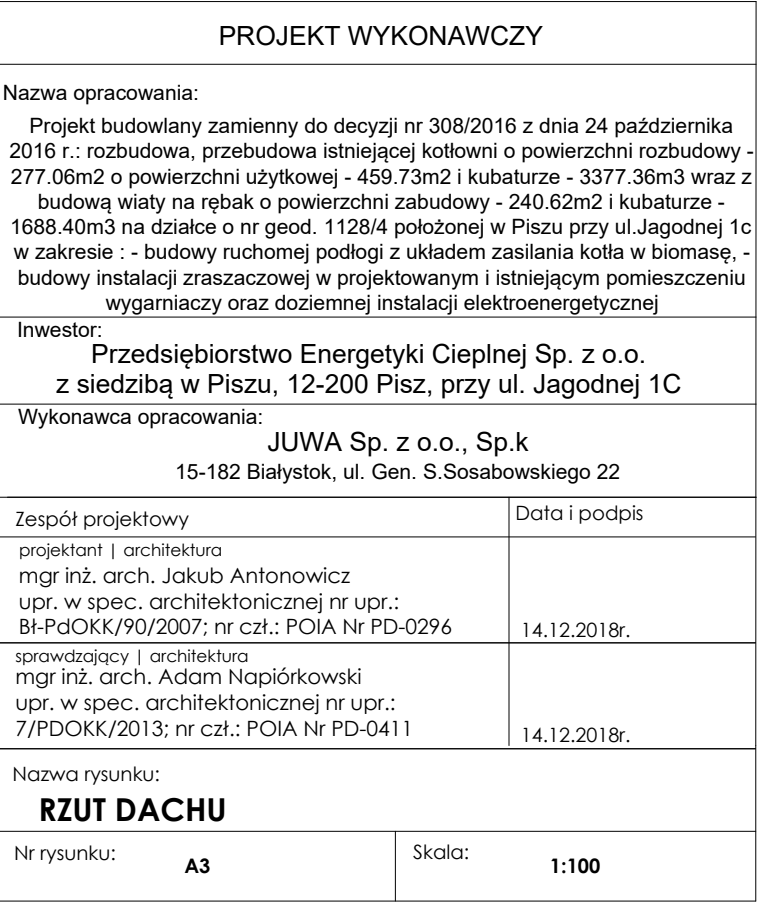 PROJEKT WYKONAWCZY
Nazwa opracowania:
Projekt budowlany zamienny do decyzji nr 308/2016 z dnia 24 października
2016 r.: rozbudowa, przebudowa istniejącej kotłowni o powierzchni rozbudowy -
277.06m2 o powierzchni użytkowej - 459.73m2 i kubaturze - 3377.36m3 wraz z
budową wiaty na rębak o powierzchni zabudowy - 240.62m2 i kubaturze -
1688.40m3 na działce o nr geod. 1128/4 położonej w Piszu przy ul.Jagodnej 1c
w zakresie : - budowy ruchomej podłogi z układem zasilania kotła w biomasę, -
budowy instalacji zraszaczowej w projektowanym i istniejącym pomieszczeniu
wygarniaczy oraz doziemnej instalacji elektroenergetycznej
Inwestor:
Przedsiębiorstwo Energetyki Cieplnej Sp. z o.o.
z siedzibą w Piszu, 12-200 Pisz, przy ul. Jagodnej 1C
Wykonawca opracowania:
JUWA Sp. z o.o., Sp.k
15-182 Białystok, ul. Gen. S.Sosabowskiego 22
Zespół projektowy
Data i podpis
projektant | architektura
mgr inż. arch. Jakub Antonowicz
upr. w spec. architektonicznej nr upr.:
Bł-PdOKK/90/2007; nr czł.: POIA Nr PD-0296
14.12.2018r.
sprawdzający | architektura
mgr inż. arch. Adam Napiórkowski
upr. w spec. architektonicznej nr upr.:
7/PDOKK/2013; nr czł.: POIA Nr PD-0411
14.12.2018r.
Nazwa rysunku:
RZUT DACHU
Nr rysunku:
A3
Skala:
1:100